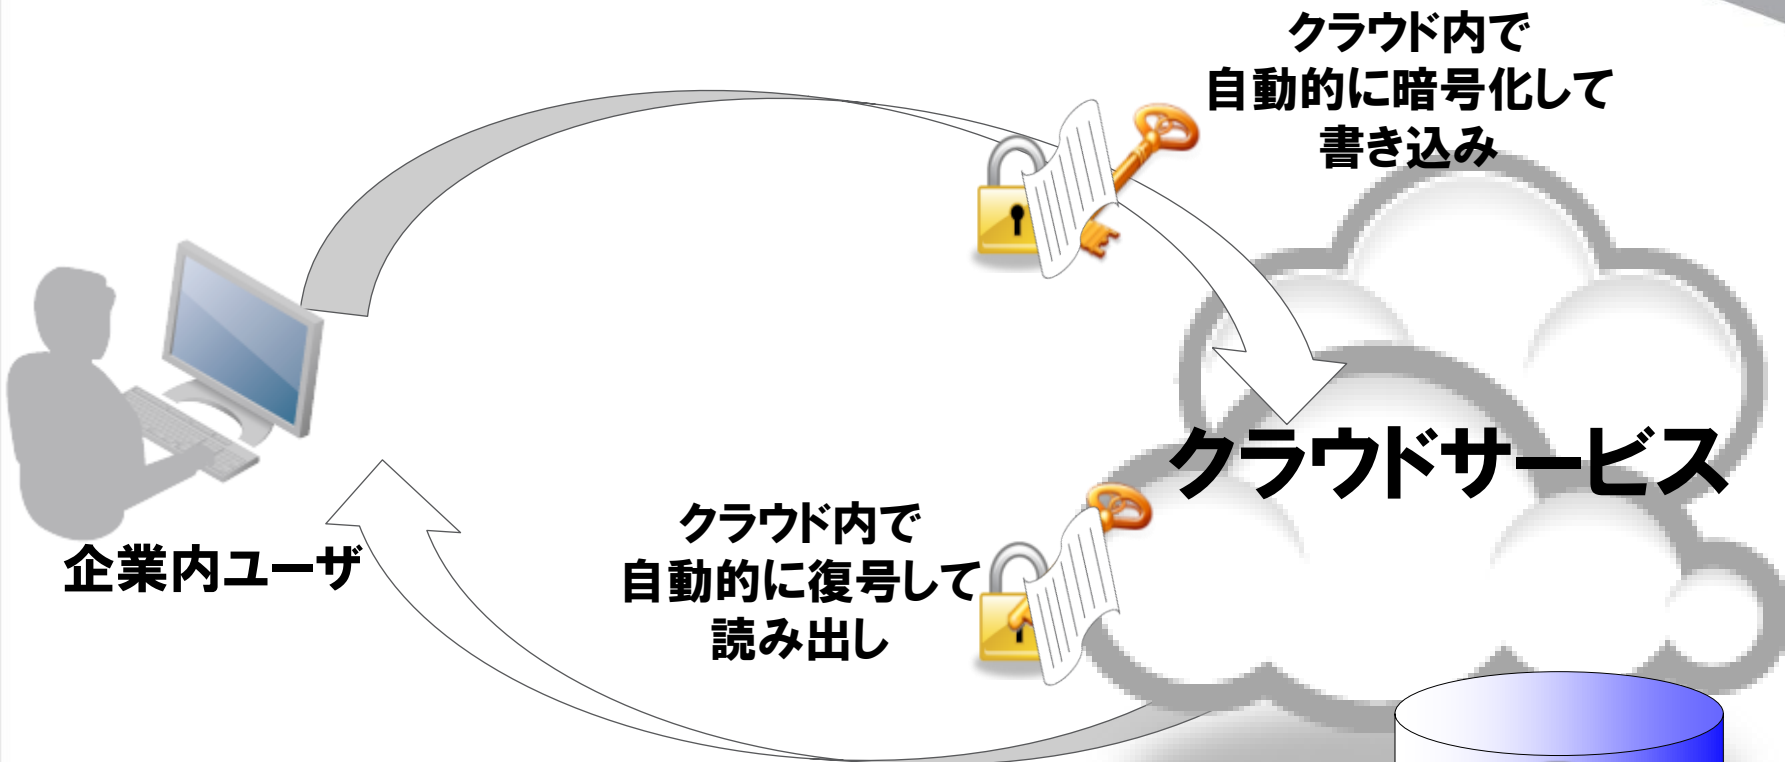 クラウド内で
自動的に暗号化して
書き込み
クラウドサービス
企業内ユーザ
クラウド内で
自動的に復号して
読み出し